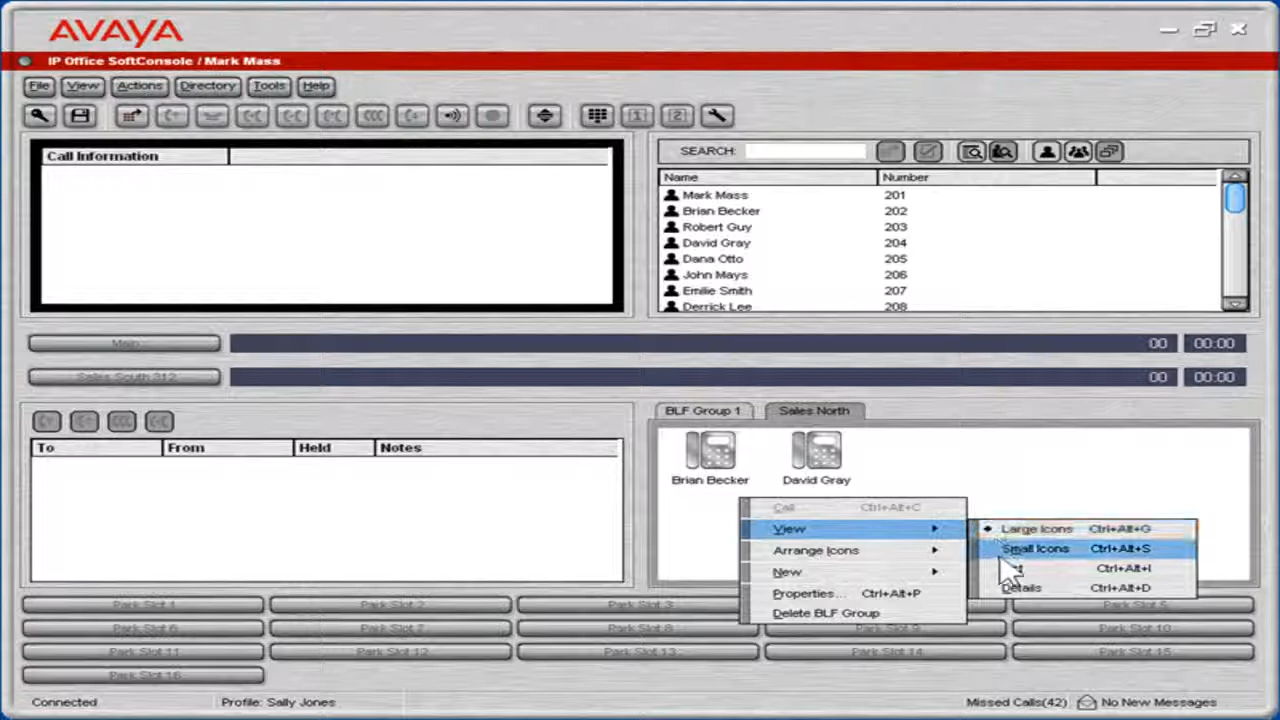 AVAYA
IP Office SoftConsole / Mark Mass
File View Actions Directory Tools Help
1 2
Call Information
SEARCH:
Name Number
Mark Mass 201
Brian Becker 202
Robert Guy 203
David Gray 204
Dana Otto 205
John Mays 206
Emilie Smith 207
Derrick Lee 208
Main 00 00:00
Sales South 312 00 00:00
To From Held Notes
BLF Group 1 Sales North
Brian Becker David Gray
Call Ctrl+Alt+C
View
Arrange Icons
New
Properties... Ctrl+Alt+P
Delete BLF Group
Large Icons Ctrl+Alt+G
Small Icons Ctrl+Alt+S
Ctrl+Alt+I
Details Ctrl+Alt+D
Park Slot 1 Park Slot 2 Park Slot 3 Park Slot 5
Park Slot 6 Park Slot 7 Park Slot 8 Park Slot 9 Park Slot 10
Park Slot 11 Park Slot 12 Park Slot 13 Park Slot 14 Park Slot 15
Park Slot 16
Connected Profile: Sally Jones Missed Calls(42) No New Messages